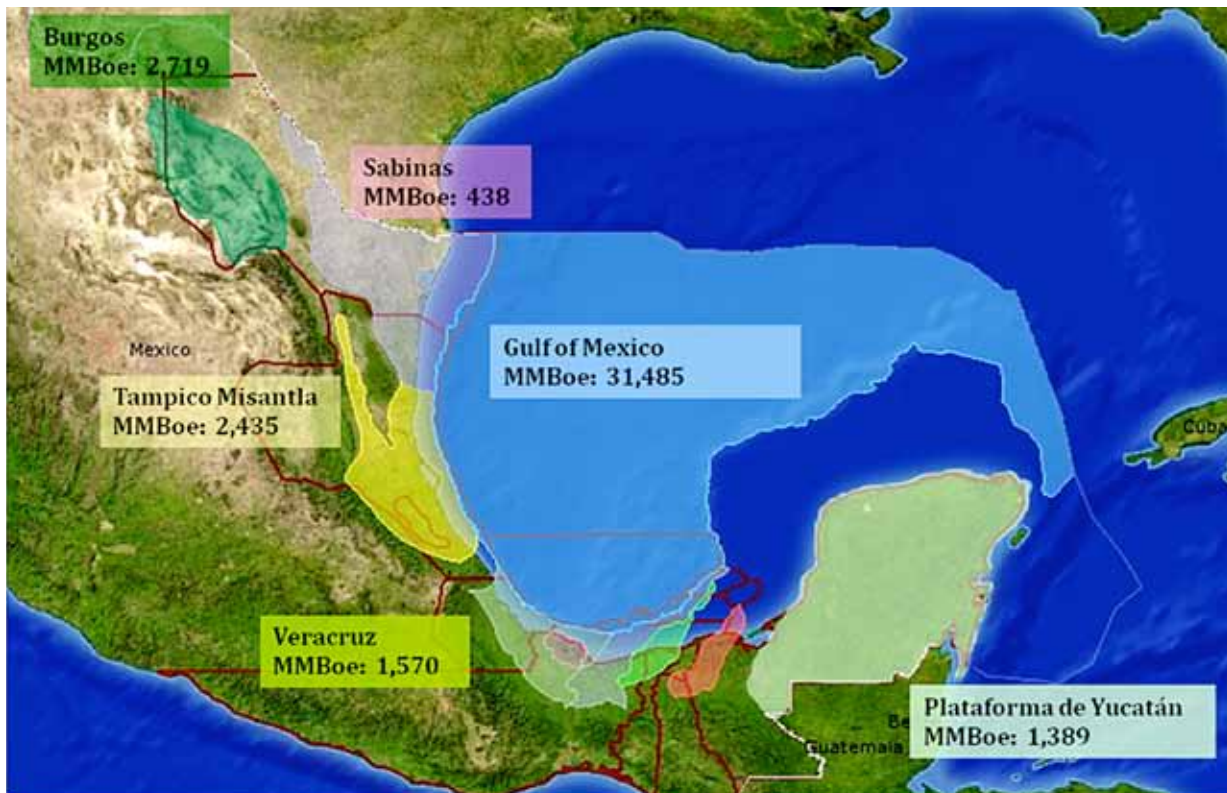 Burgos
MMBoe: 2,719
Sabinas
MMBoe: 438
Gulf of Mexico
MMBoe: 31,485
Mexico
Tampico Misantla
MMBoe: 2,435
Cuba
Veracruz
MMBoe: 1,570
Plataforma de Yucatán
MMBoe: 1,389
Be
Guatemala